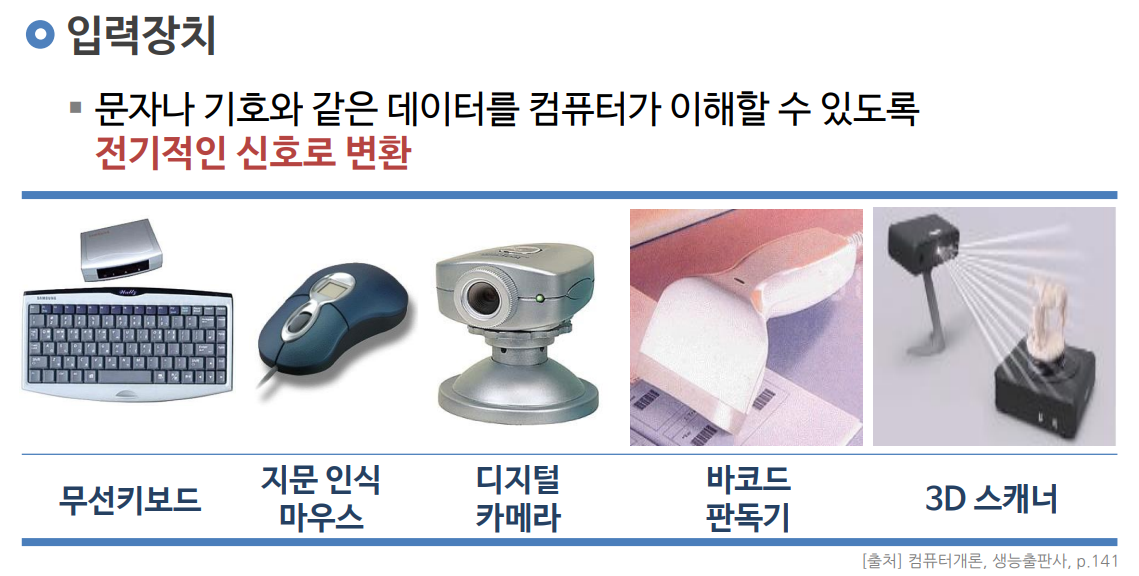 입력장치
문자나 기호와 같은 데이터를 컴퓨터가 이해할 수 있도록
전기적인 신호로 변환
SAMSUNG
무선키보드
지문 인식
마우스
디지털
카메라
바코드
판독기
3D 스캐너
[출처] 컴퓨터개론, 생능출판사, p.141